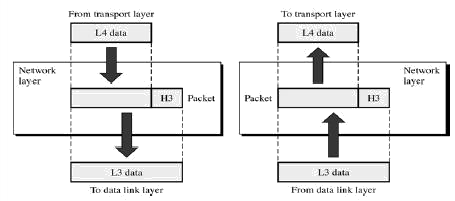 From transport layer
L4 data
Network
layer
H3
Packet
L3 data
To data link layer
To transport layer
L4 data
Network
layer
Packet
H3
L3 data
From data link layer